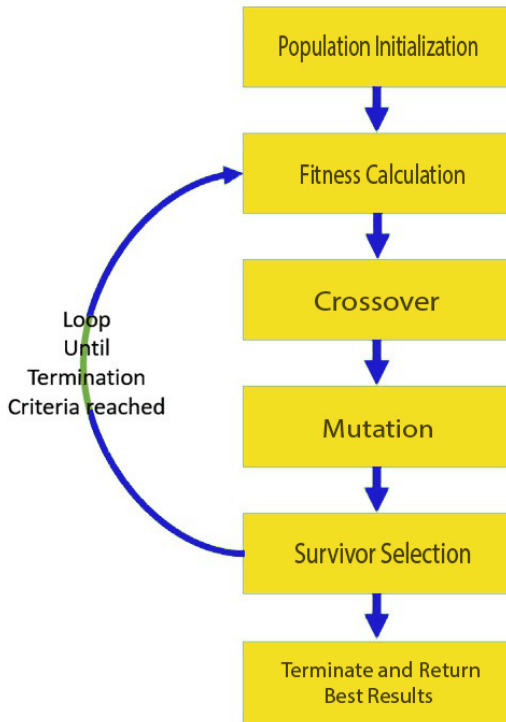 Population Initialization
Fitness Calculation
Crossover
Loop
Until
Termination
Criteria reached
Mutation
Survivor Selection
Terminate and Return
Best Results